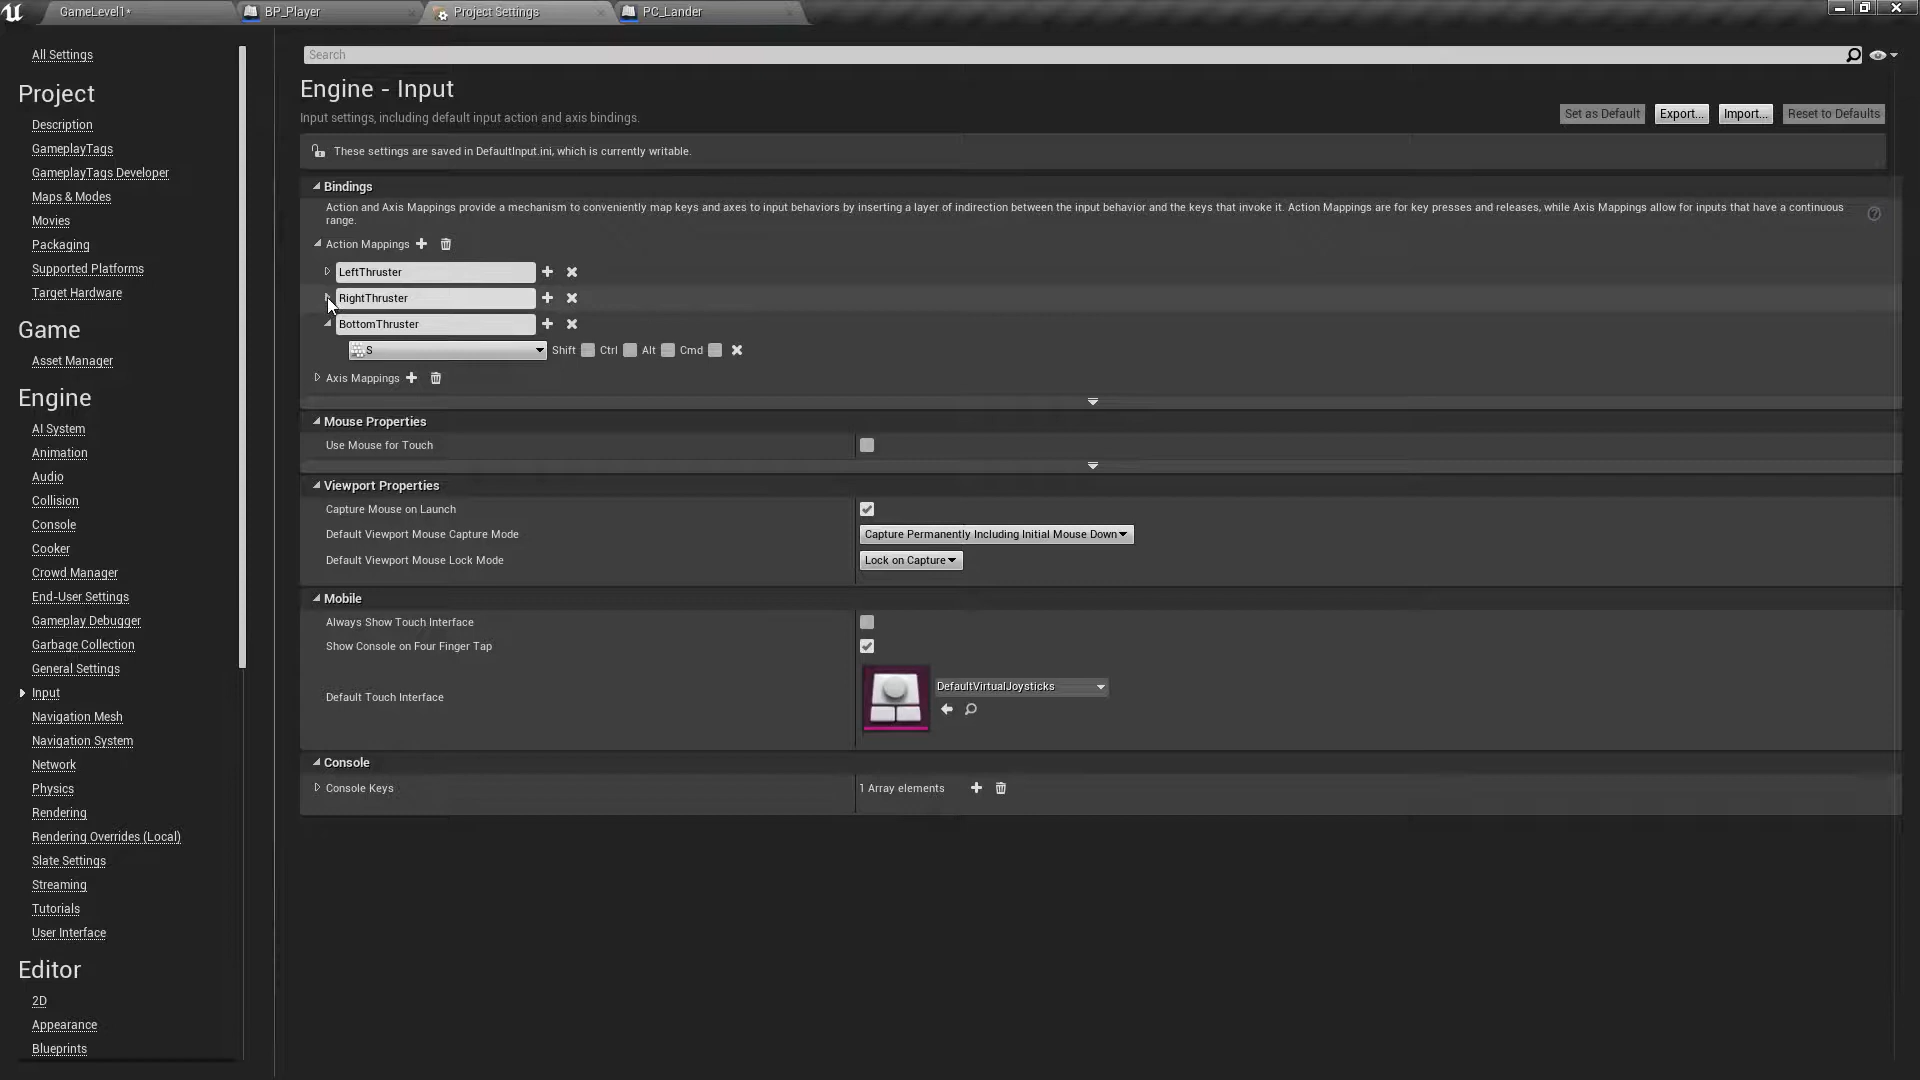 GameLevel1*
BP_Player
Project Settings
PC_Lander
All Settings
Project
Description
GameplayTags
GameplayTags Developer
Maps & Modes
Movies
Packaging
Supported Platforms
Target Hardware
Game
Asset Manager
Engine
AI System
Animation
Audio
Collision
Console
Cooker
Crowd Manager
End-User Settings
Gameplay Debugger
Garbage Collection
General Settings
Input
Navigation Mesh
Navigation System
Network
Physics
Rendering
Rendering Overrides (Local)
Slate Settings
Streaming
Tutorials
User Interface
Editor
2D
Appearance
Blueprints
Search
Engine - Input
Input settings, including default input action and axis bindings.
Set as Default Export... Import... Reset to Defaults
These settings are saved in DefaultInput.ini, which is currently writable.
Bindings
Action and Axis Mappings provide a mechanism to conveniently map keys and axes to input behaviors by inserting a layer of indirection between the input behavior and the keys that invoke it. Action Mappings are for key presses and releases, while Axis Mappings allow for inputs that have a continuous
range.
Action Mappings
LeftThruster
RightThruster
BottomThruster
S Shift Ctrl Alt Cmd
Axis Mappings
Mouse Properties
Use Mouse for Touch
Viewport Properties
Capture Mouse on Launch
Default Viewport Mouse Capture Mode Capture Permanently Including Initial Mouse Down
Default Viewport Mouse Lock Mode Lock on Capture
Mobile
Always Show Touch Interface
Show Console on Four Finger Tap
Default Touch Interface DefaultVirtualJoysticks
Console
Console Keys 1 Array elements